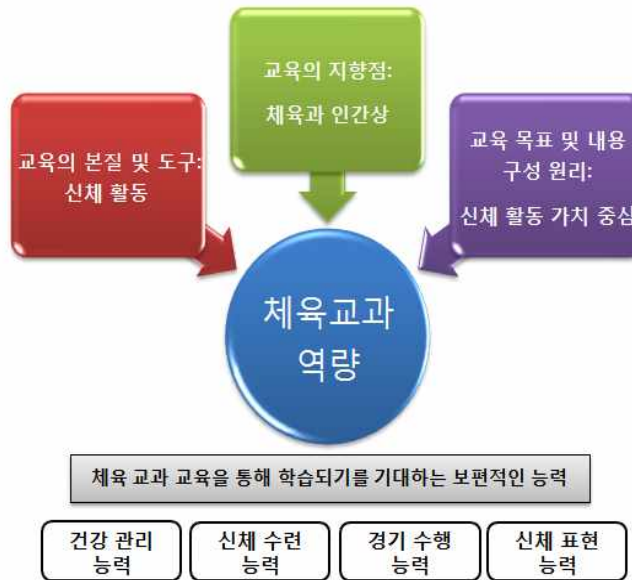 교육의 지향점:
체육과 인간상
교육의 본질 및 도구:
신체 활동
교육 목표 및 내용
구성 원리:
신체 활동 가치 중심
체육교과
역량
체육 교과 교육을 통해 학습되기를 기대하는 보편적인 능력
건강 관리
능력
신체 수련
능력
경기 수행
능력
신체 표현
능력